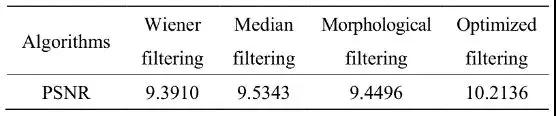 Algorithms Wiener filtering Median filtering Morphological filtering Optimized filtering
PSNR 9.3910 9.5343 9.4496 10.2136